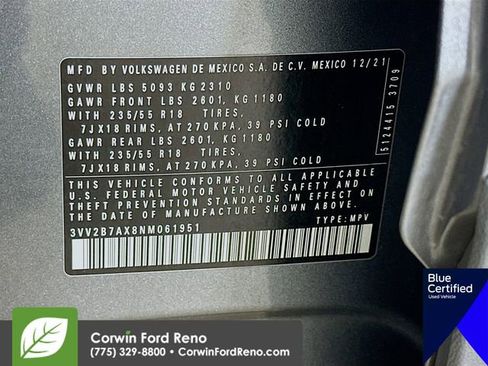 MFD BY VOLKSWAGEN DE MEXICO S.A. DE C.V. MEXICO 12/21
GVWR LBS 5093 KG 2310
GAWR FRONT LBS 2601, KG 1180
WITH 235/55 R18 TIRES,
7JX18 RIMS, AT 270 KPA, 39 PSI COLD
GAWR REAR LBS 2601, KG 1180
WITH 235/55 R18 TIRES,
7JX18 RIMS, AT 270 KPA, 39 PSI COLD
THIS VEHICLE CONFORMS TO ALL APPLICABLE
U.S. FEDERAL MOTOR VEHICLE SAFETY AND
THEFT PREVENTION STANDARDS IN EFFECT ON THE
DATE OF MANUFACTURE SHOWN ABOVE.
3VV2B7AX8NM061951 TYPE: MPV
5124415 3709
Blue
Certified
Used Vehicle
Corwin Ford Reno
(775) 329-8800 • CorwinFordReno.com